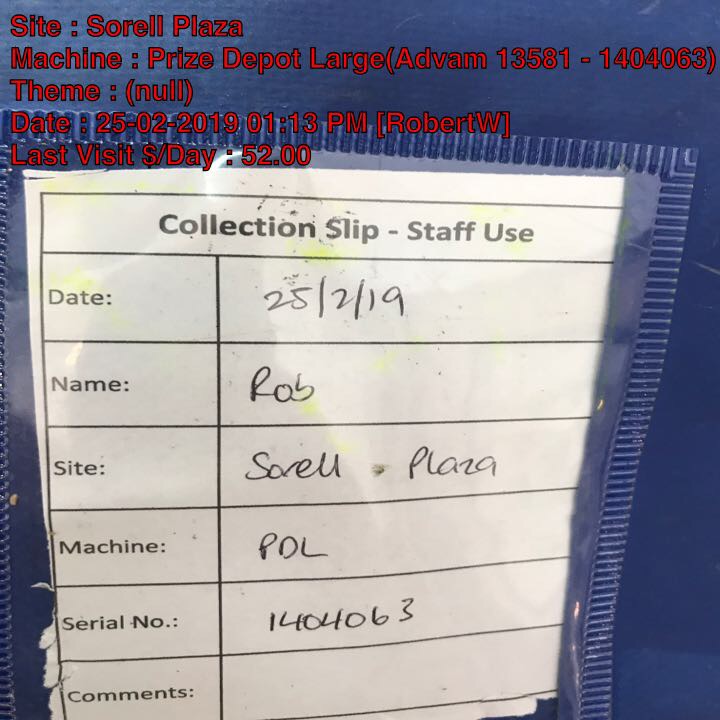 Site : Sorell Plaza
Machine : Prize Depot Large(Advam 13581 - 1404063)
Theme : (null)
Date : 25-02-2019 01:13 PM [RobertW]
Last Visit $/Day : 52.00
Collection Slip - Staff Use
Date: 25/2/19
Name: Rob
Site: Sorell Plaza
Machine: PDL
Serial No.: 1404063
Comments: